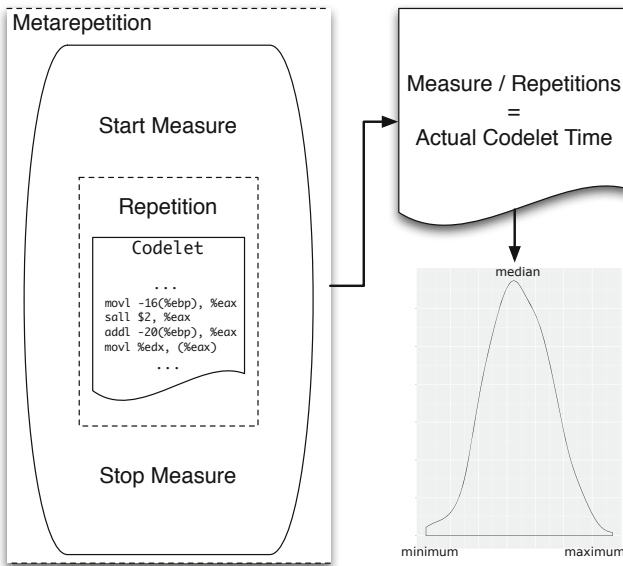 Metarepetition
Start Measure
Repetition
Codelet
...
movl -16(%ebp), %eax
sall $2, %eax
addl -20(%ebp), %eax
movl %edx, (%eax)
...
Stop Measure
Measure / Repetitions
=
Actual Codelet Time
median
minimum
maximum